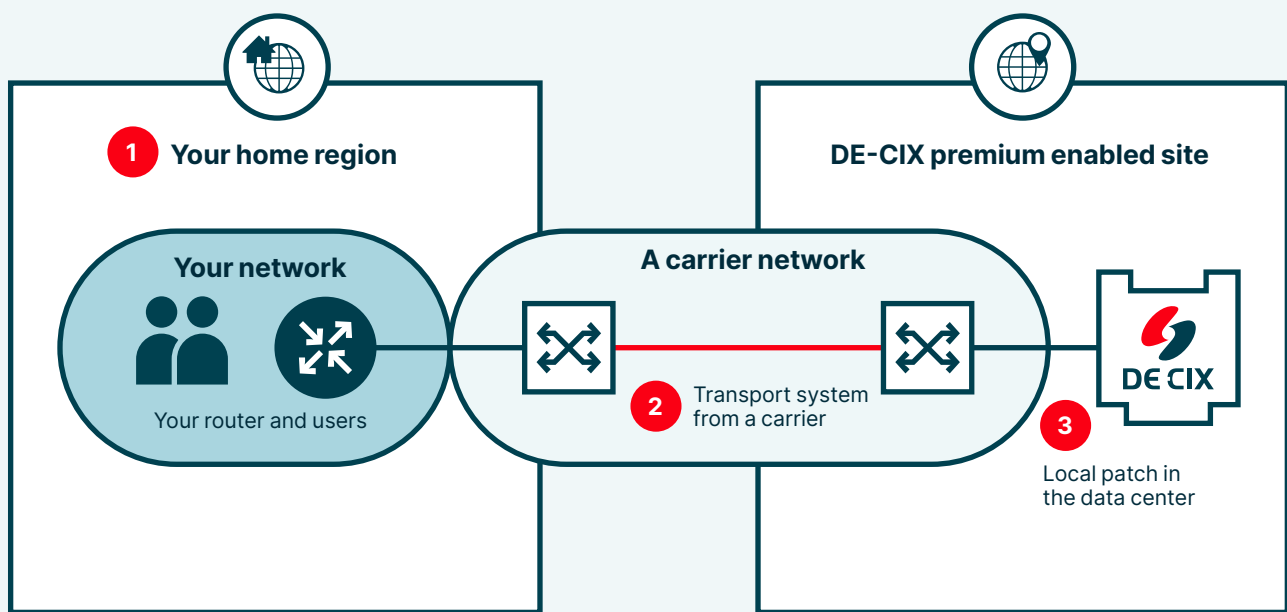 1
Your home region
DE-CIX premium enabled site
Your network
A carrier network
Your router and users
2
Transport system
from a carrier
DE CIX
3
Local patch in
the data center